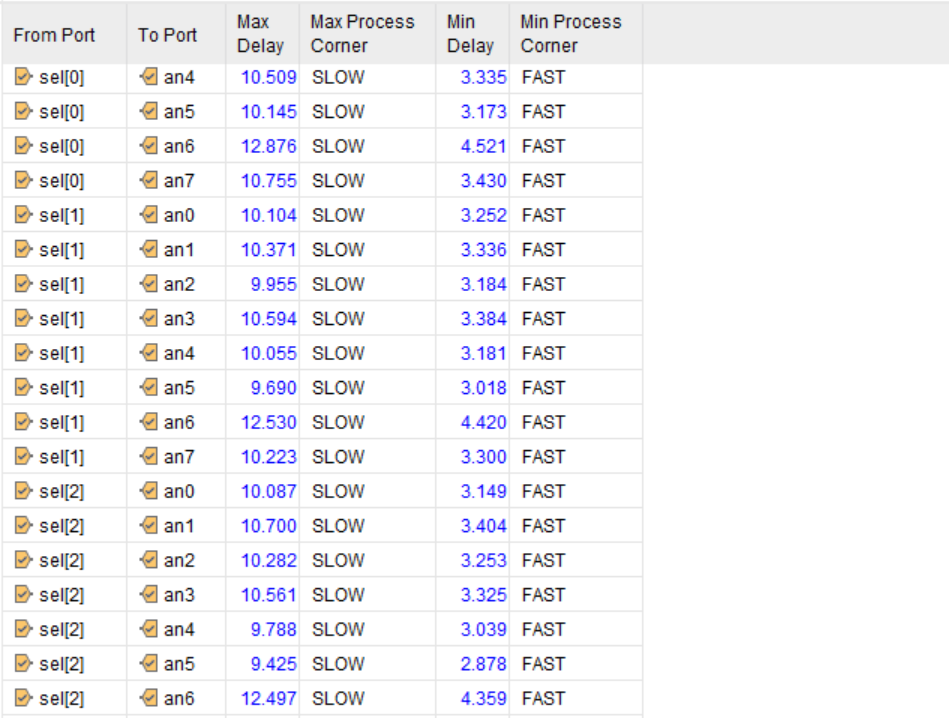 From Port To Port Max Delay Max Process Corner Min Delay Min Process Corner
sel[0] an4 10.509 SLOW 3.335 FAST
sel[0] an5 10.145 SLOW 3.173 FAST
sel[0] an6 12.876 SLOW 4.521 FAST
sel[0] an7 10.755 SLOW 3.430 FAST
sel[1] an0 10.104 SLOW 3.252 FAST
sel[1] an1 10.371 SLOW 3.336 FAST
sel[1] an2 9.955 SLOW 3.184 FAST
sel[1] an3 10.594 SLOW 3.384 FAST
sel[1] an4 10.055 SLOW 3.181 FAST
sel[1] an5 9.690 SLOW 3.018 FAST
sel[1] an6 12.530 SLOW 4.420 FAST
sel[1] an7 10.223 SLOW 3.300 FAST
sel[2] an0 10.087 SLOW 3.149 FAST
sel[2] an1 10.700 SLOW 3.404 FAST
sel[2] an2 10.282 SLOW 3.253 FAST
sel[2] an3 10.561 SLOW 3.325 FAST
sel[2] an4 9.788 SLOW 3.039 FAST
sel[2] an5 9.425 SLOW 2.878 FAST
sel[2] an6 12.497 SLOW 4.359 FAST